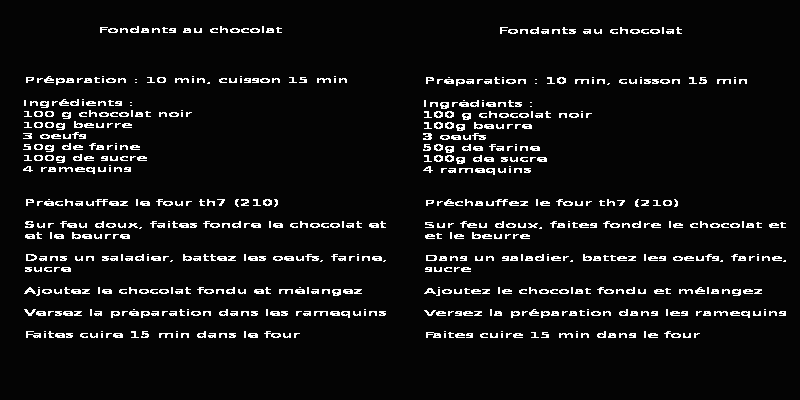 Fondants au chocolat
Préparation : 10 min, cuisson 15 min
Ingrédients :
100 g chocolat noir
100g beurre
3 oeufs
50g de farine
100g de sucre
4 ramequins
Préchauffez le four th7 (210)
Sur feu doux, faites fondre le chocolat et
et le beurre
Dans un saladier, battez les oeufs, farine,
sucre
Ajoutez le chocolat fondu et mélangez
Versez la préparation dans les ramequins
Faites cuire 15 min dans le four
Fondants au chocolat
Préparation : 10 min, cuisson 15 min
Ingrédients :
100 g chocolat noir
100g beurre
3 oeufs
50g de farine
100g de sucre
4 ramequins
Préchauffez le four th7 (210)
Sur feu doux, faites fondre le chocolat et
et le beurre
Dans un saladier, battez les oeufs, farine,
sucre
Ajoutez le chocolat fondu et mélangez
Versez la préparation dans les ramequins
Faites cuire 15 min dans le four